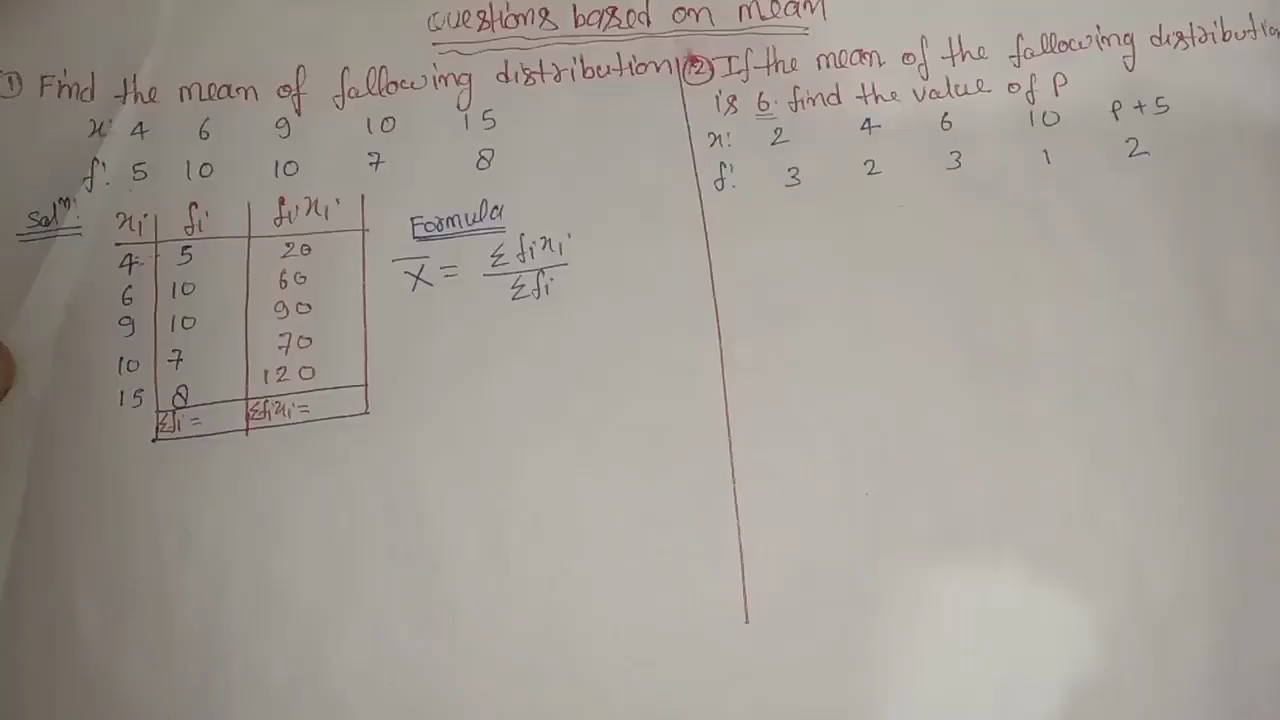 Questions based on mean
① Find the mean of fallowing distribution
x: 4 6 9 10 15
f: 5 10 10 7 8
Solⁿ:
xi fi fixi
4 5 20
6 10 60
9 10 90
10 7 70
15 8 120
Σfi = Σfixi =
Formula
X̄ = Σfixi / Σfi
② If the mean of the fallowing distribution
is 6. find the value of P
x: 2 4 6 10 P+5
f: 3 2 3 1 2